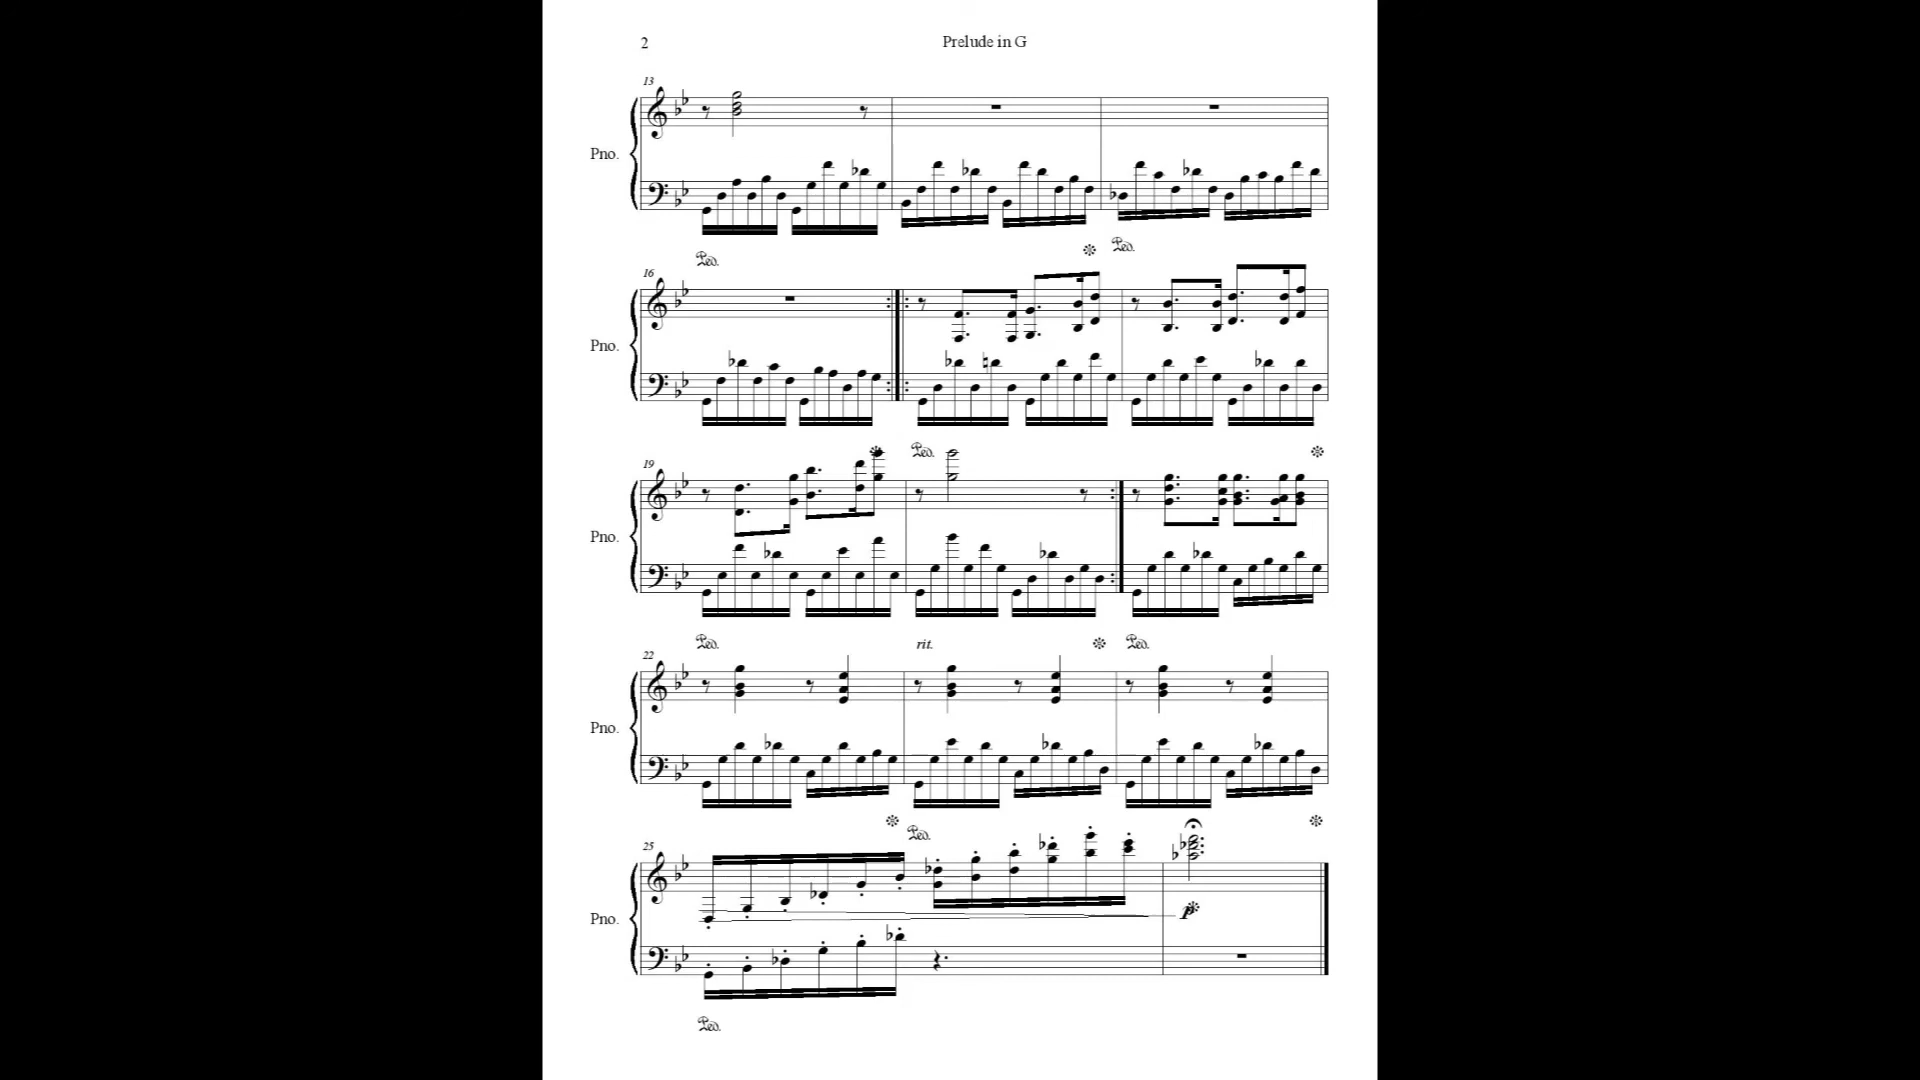 2 Prelude in G
13
Pno.
Ped. Ped.
16
Pno.
Ped.
19
Pno.
Ped. rit. Ped.
22
Pno.
Ped.
25
Pno.
p
Ped.